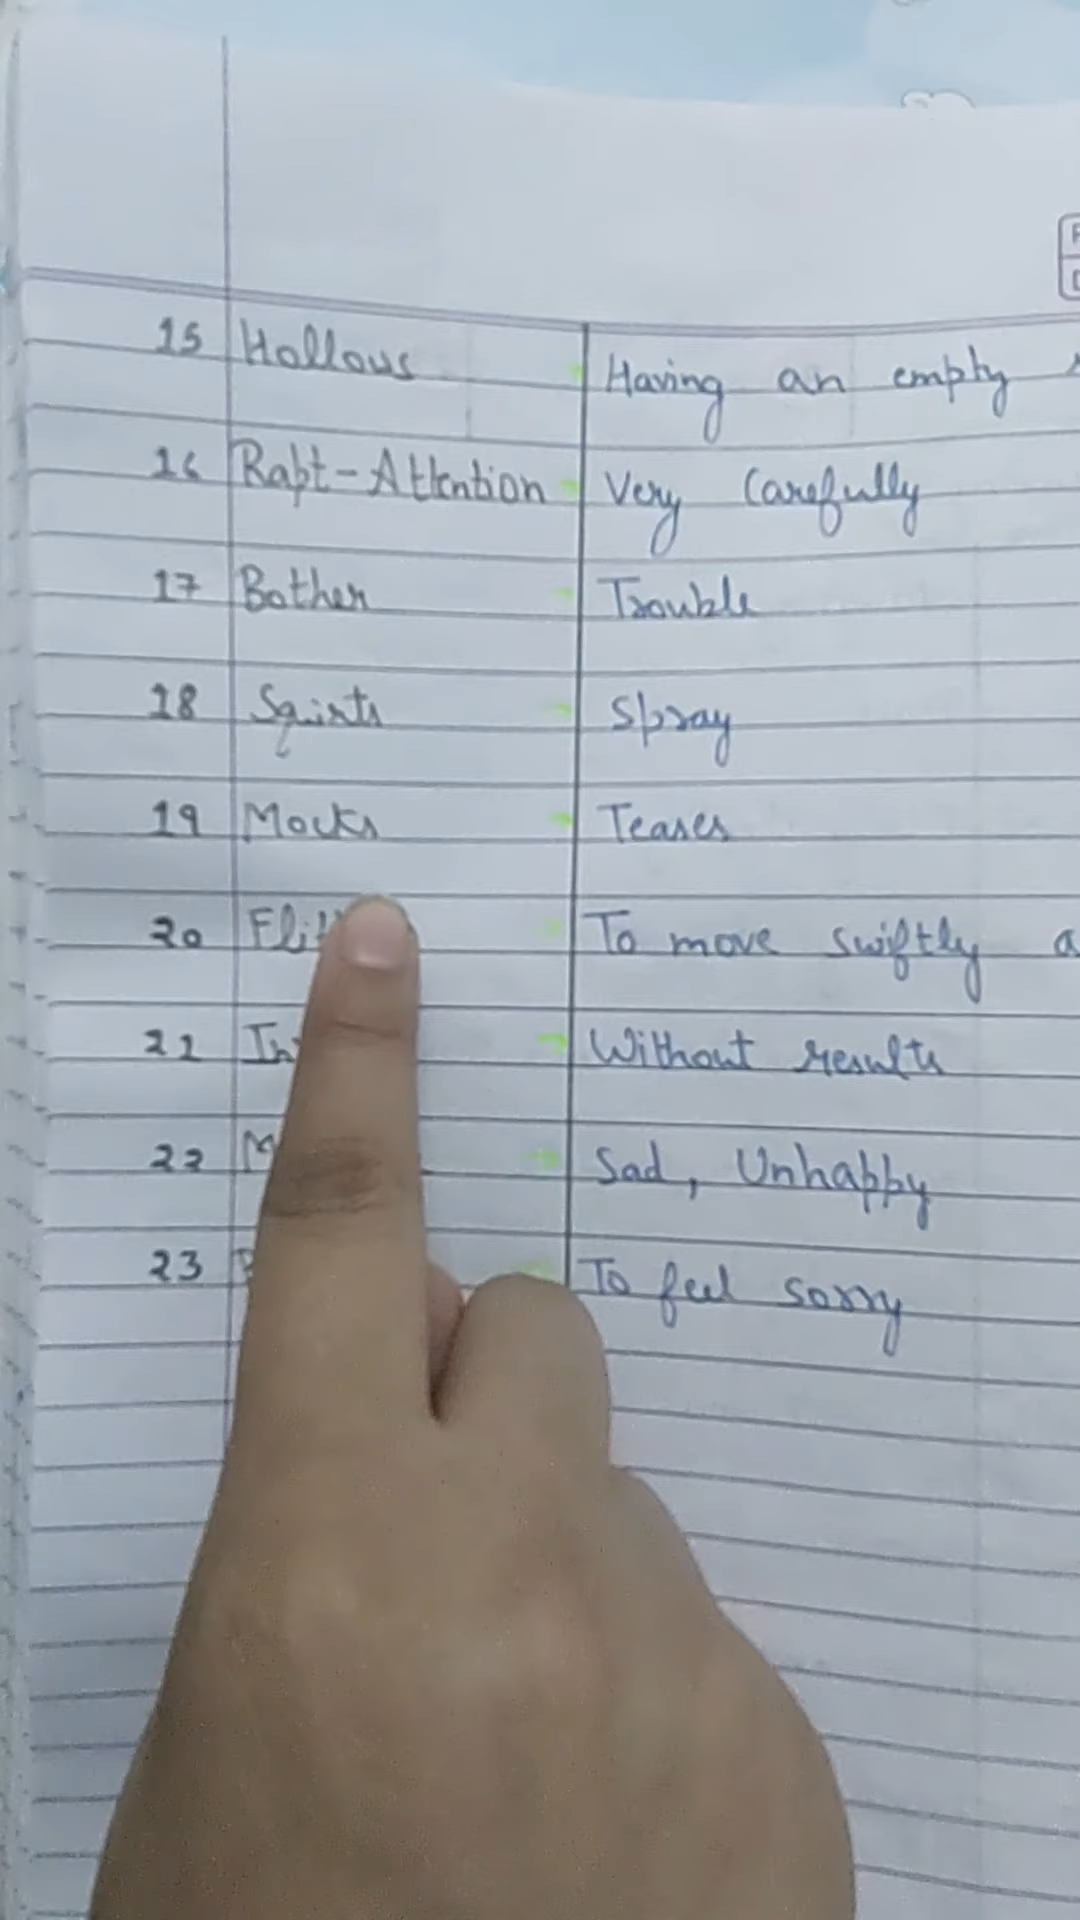 15 Hollows Having an empty
16 Rapt-Attention Very Carefully
17 Bother Trouble
18 Squirts Spray
19 Mocks Teases
20 To move swiftly
21 Without results
22 Sad, Unhappy
23 To feel sorry